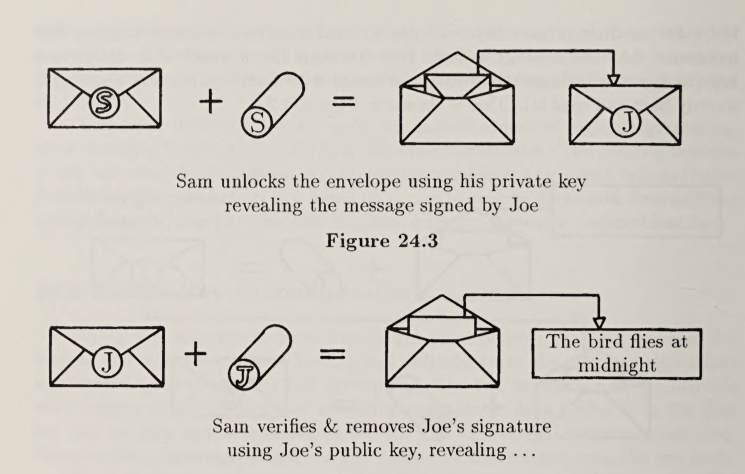 S + S = J
Sam unlocks the envelope using his private key
revealing the message signed by Joe
Figure 24.3
J + J = The bird flies at
midnight
Sam verifies & removes Joe's signature
using Joe's public key, revealing ...